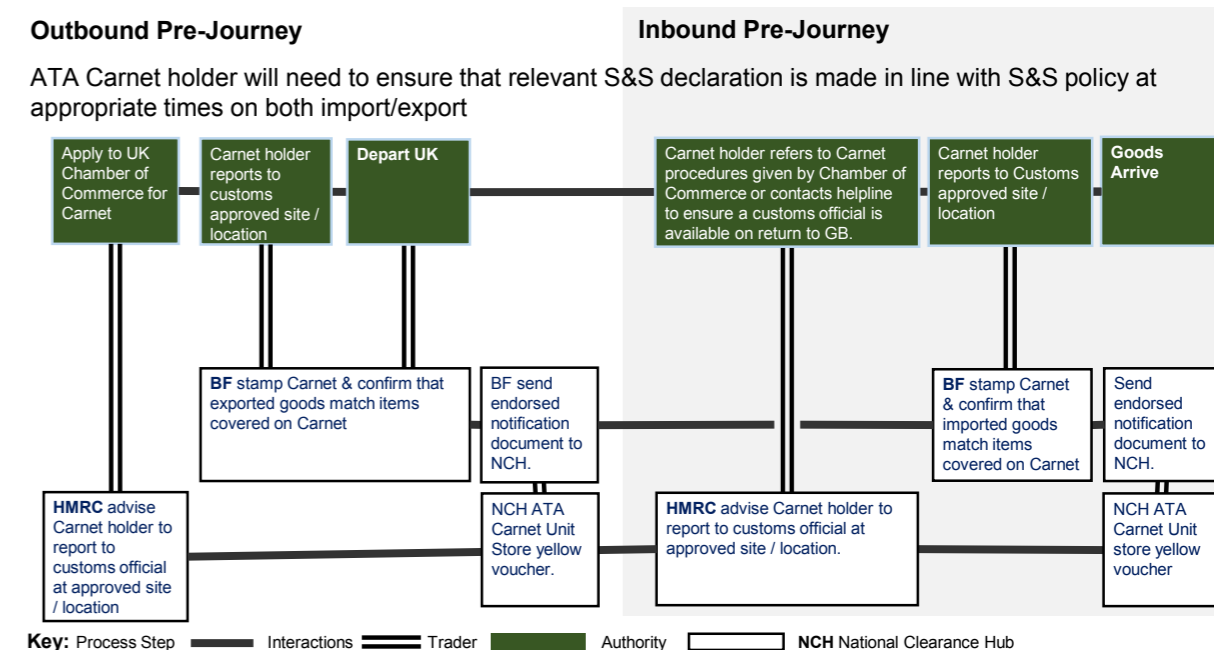 Outbound Pre-Journey
Inbound Pre-Journey
ATA Carnet holder will need to ensure that relevant S&S declaration is made in line with S&S policy at
appropriate times on both import/export
Apply to UK
Chamber of
Commerce for
Carnet
Carnet holder
reports to
customs
approved site /
location
Depart UK
Carnet holder refers to Carnet
procedures given by Chamber of
Commerce or contacts helpline
to ensure a customs official is
available on return to GB.
Carnet holder
reports to Customs
approved site /
location
Goods
Arrive
BF stamp Carnet & confirm that
exported goods match items
covered on Carnet
BF send
endorsed
notification
document to
NCH.
BF stamp Carnet
& confirm that
imported goods
match items
covered on Carnet
Send
endorsed
notification
document to
NCH.
HMRC advise
Carnet holder to
report to
customs official
at approved site
/ location
NCH ATA
Carnet Unit
Store yellow
voucher.
HMRC advise Carnet holder to
report to customs official at
approved site / location.
NCH ATA
Carnet Unit
store yellow
voucher
Key: Process Step Interactions Trader Authority NCH National Clearance Hub